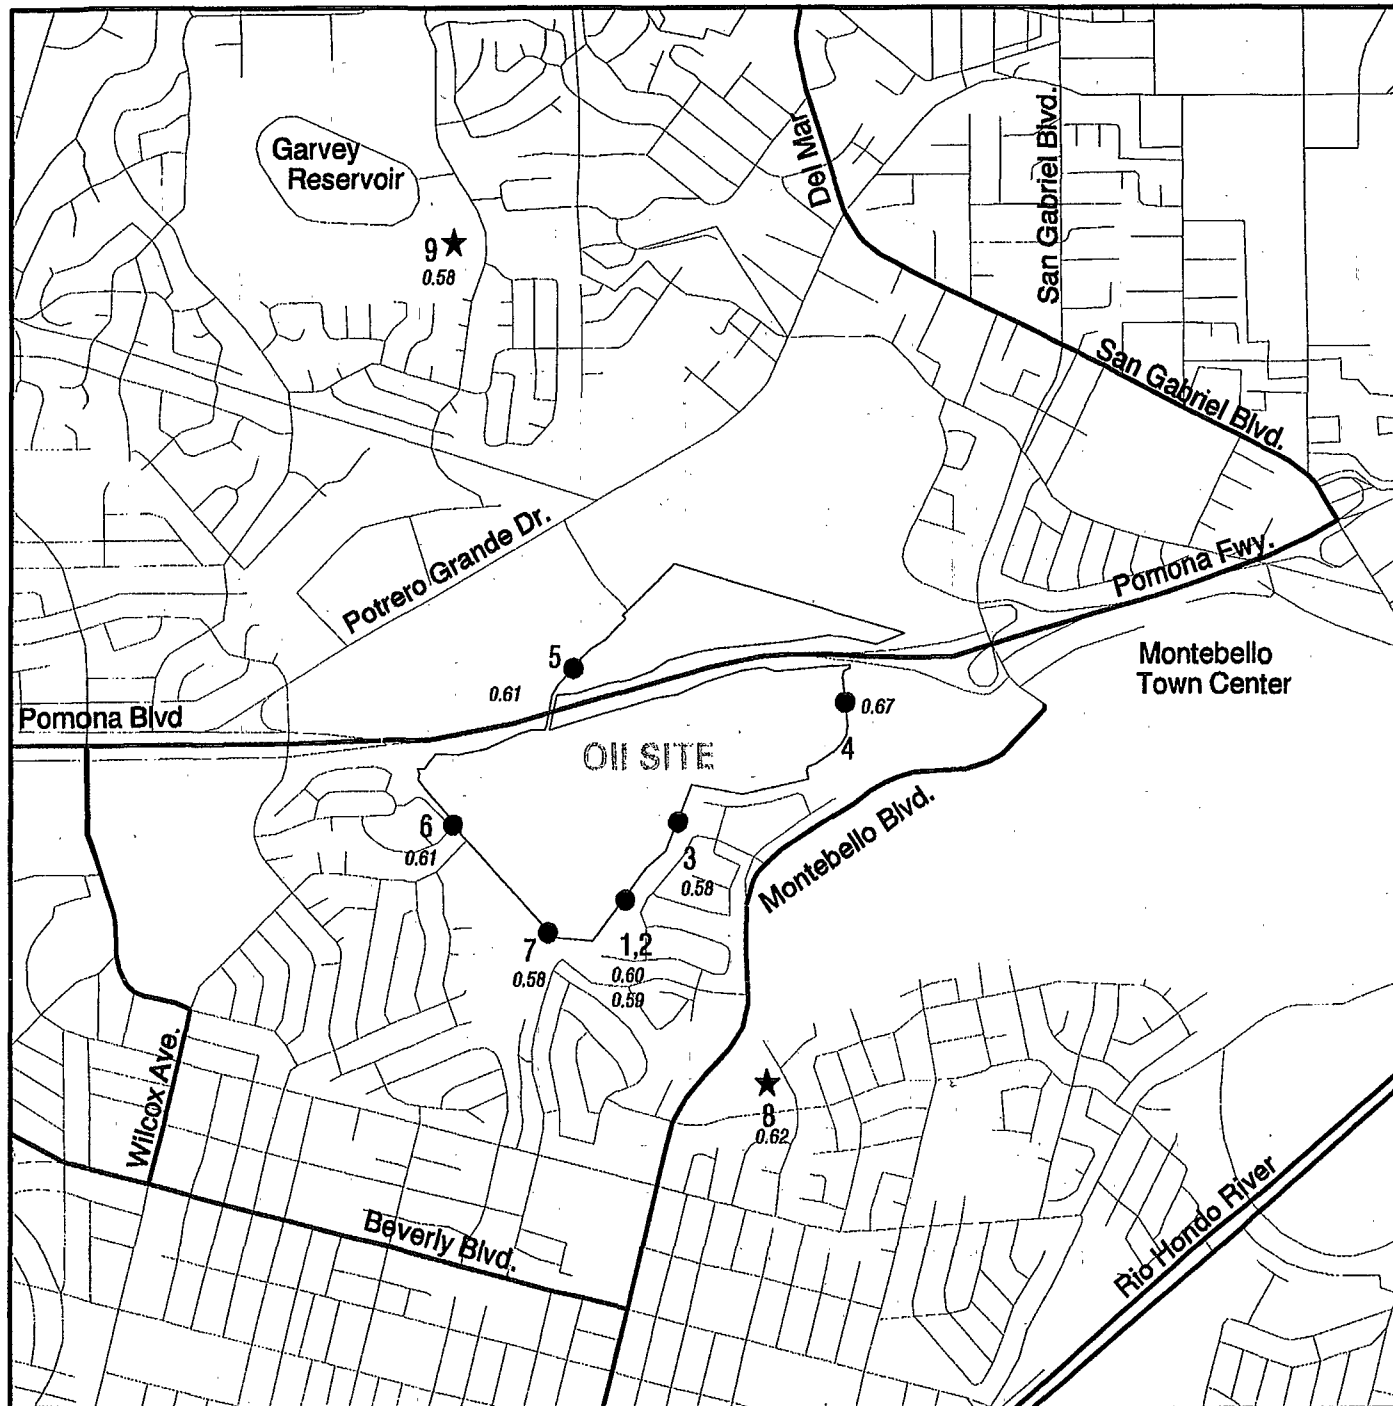 Garvey
Reservoir
Del Mar
San Gabriel Blvd.
9
0.58
San Gabriel Blvd.
Potrero Grande Dr.
Pomona Fwy.
5
0.61
Montebello
Town Center
Pomona Blvd
0.67
4
OII SITE
6
0.61
3
0.58
Montebello Blvd.
7
0.58
1,2
0.60
0.59
Wilcox Ave.
8
0.62
Beverly Blvd.
Rio Hondo River